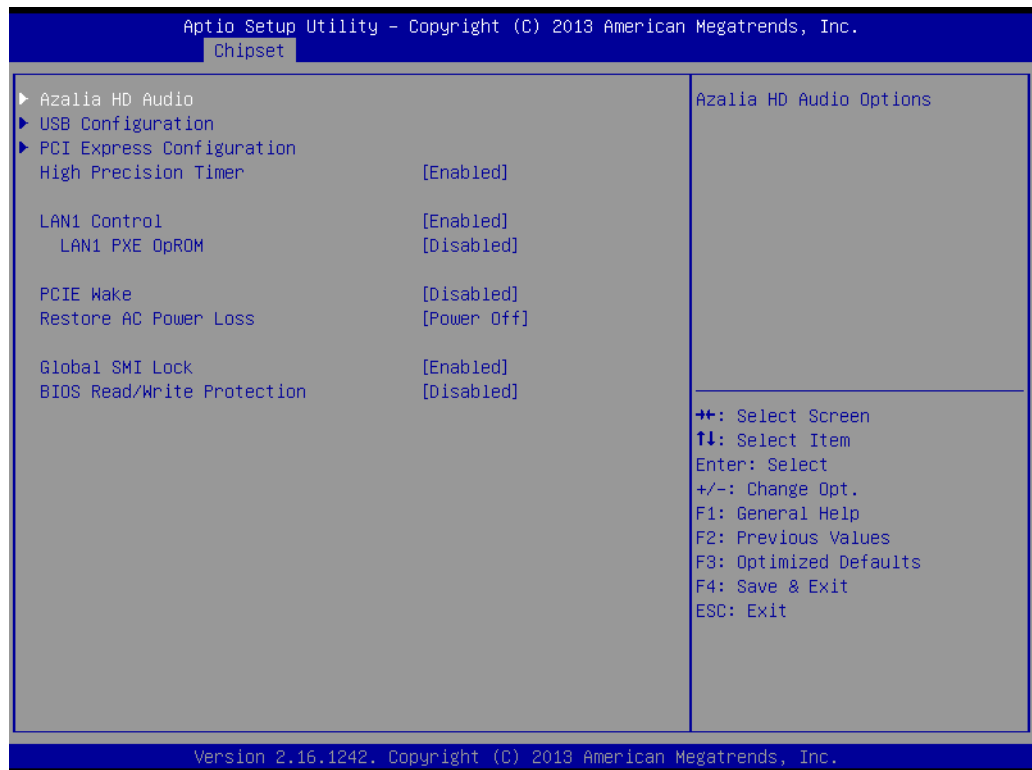 Aptio Setup Utility – Copyright (C) 2013 American Megatrends, Inc.
Chipset
▶ Azalia HD Audio
▶ USB Configuration
▶ PCI Express Configuration
High Precision Timer [Enabled]
LAN1 Control [Enabled]
LAN1 PXE OpROM [Disabled]
PCIE Wake [Disabled]
Restore AC Power Loss [Power Off]
Global SMI Lock [Enabled]
BIOS Read/Write Protection [Disabled]
Azalia HD Audio Options
→←: Select Screen
↑↓: Select Item
Enter: Select
+/-: Change Opt.
F1: General Help
F2: Previous Values
F3: Optimized Defaults
F4: Save & Exit
ESC: Exit
Version 2.16.1242. Copyright (C) 2013 American Megatrends, Inc.